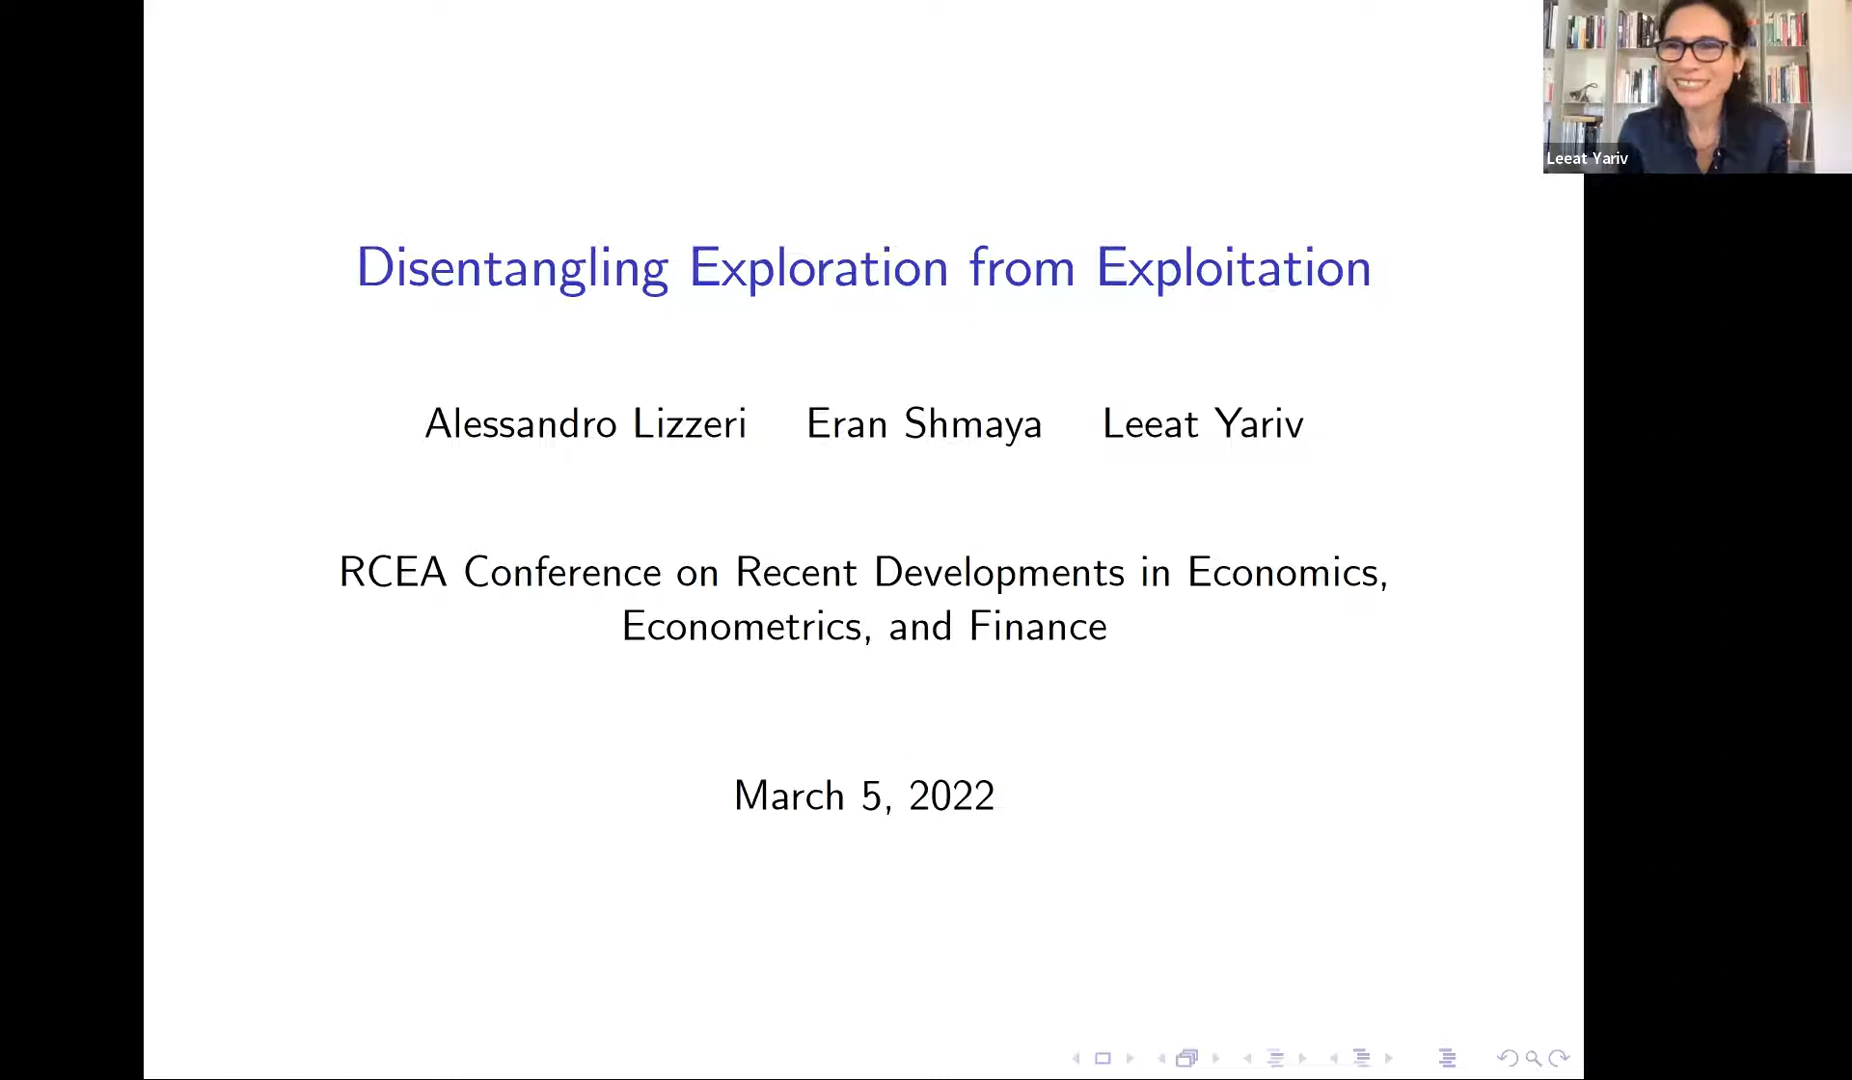 Leeat Yariv
Disentangling Exploration from Exploitation
Alessandro Lizzeri Eran Shmaya Leeat Yariv
RCEA Conference on Recent Developments in Economics,
Econometrics, and Finance
March 5, 2022